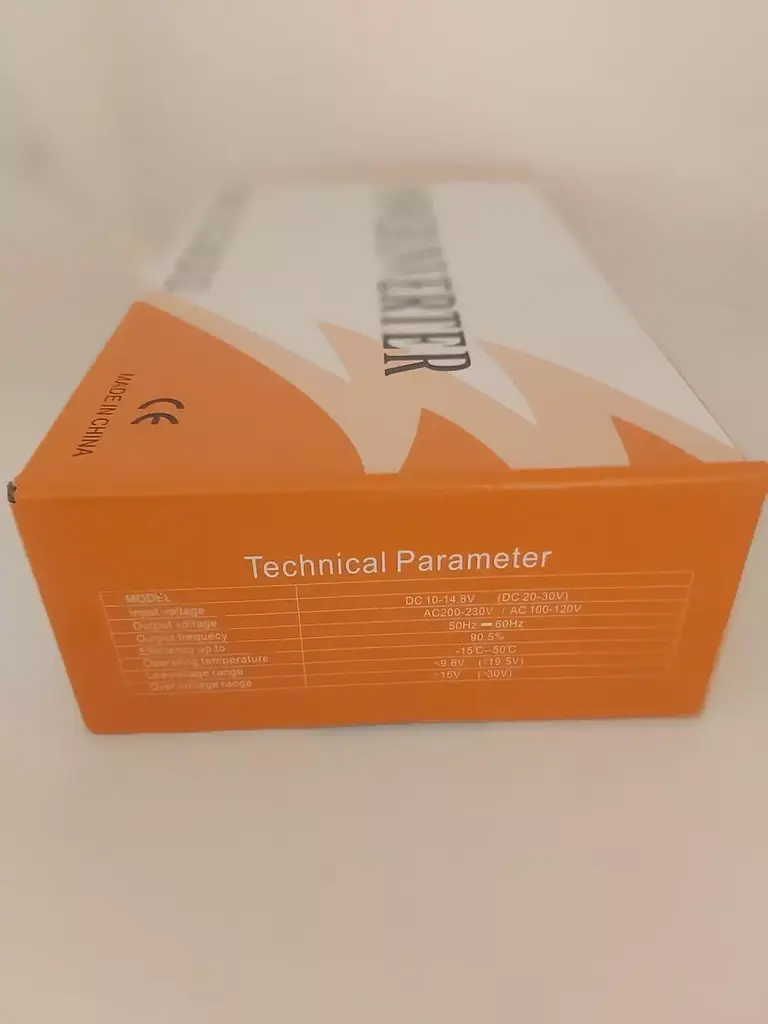 VERTER
CE
MADE IN CHINA
Technical Parameter
MODEL
Input voltage DC 10-14.8V (DC 20-30V)
Output voltage AC200-230V / AC 100-120V
Output frequecy 50Hz 60Hz
Efficiency up to 90.5%
Operating temperature -15℃--50℃
Low voltage range <9.6V (<19.5V)
Over voltage range >15V (>30V)